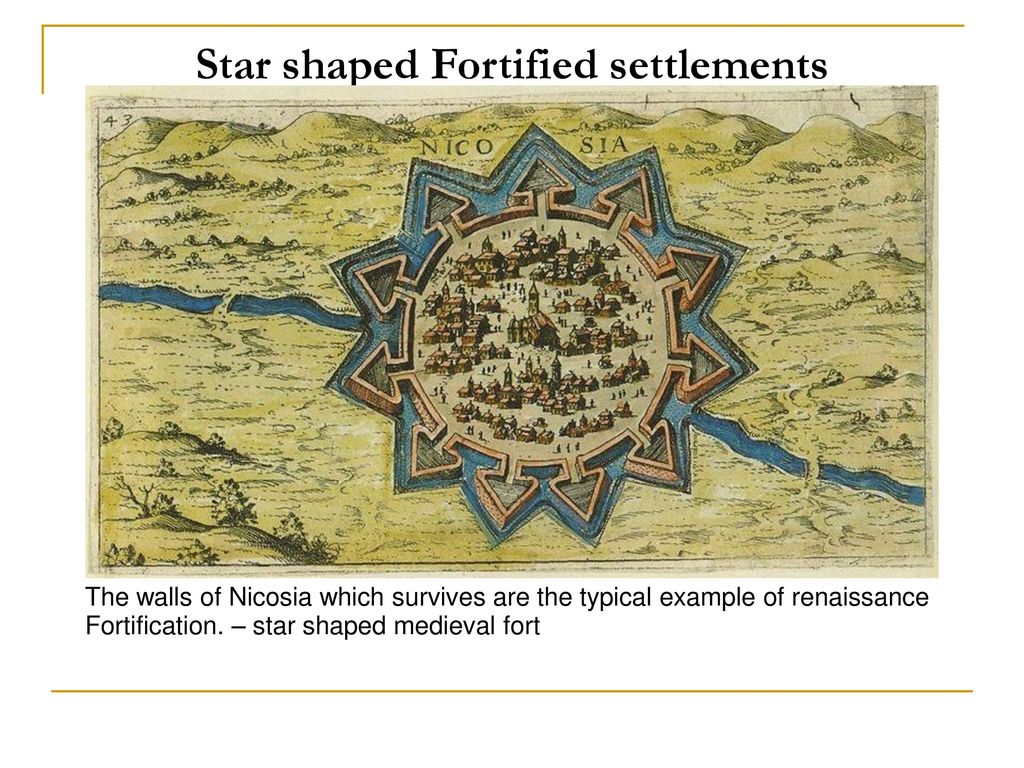 Star shaped Fortified settlements
43
NICO SIA
The walls of Nicosia which survives are the typical example of renaissance
Fortification. – star shaped medieval fort